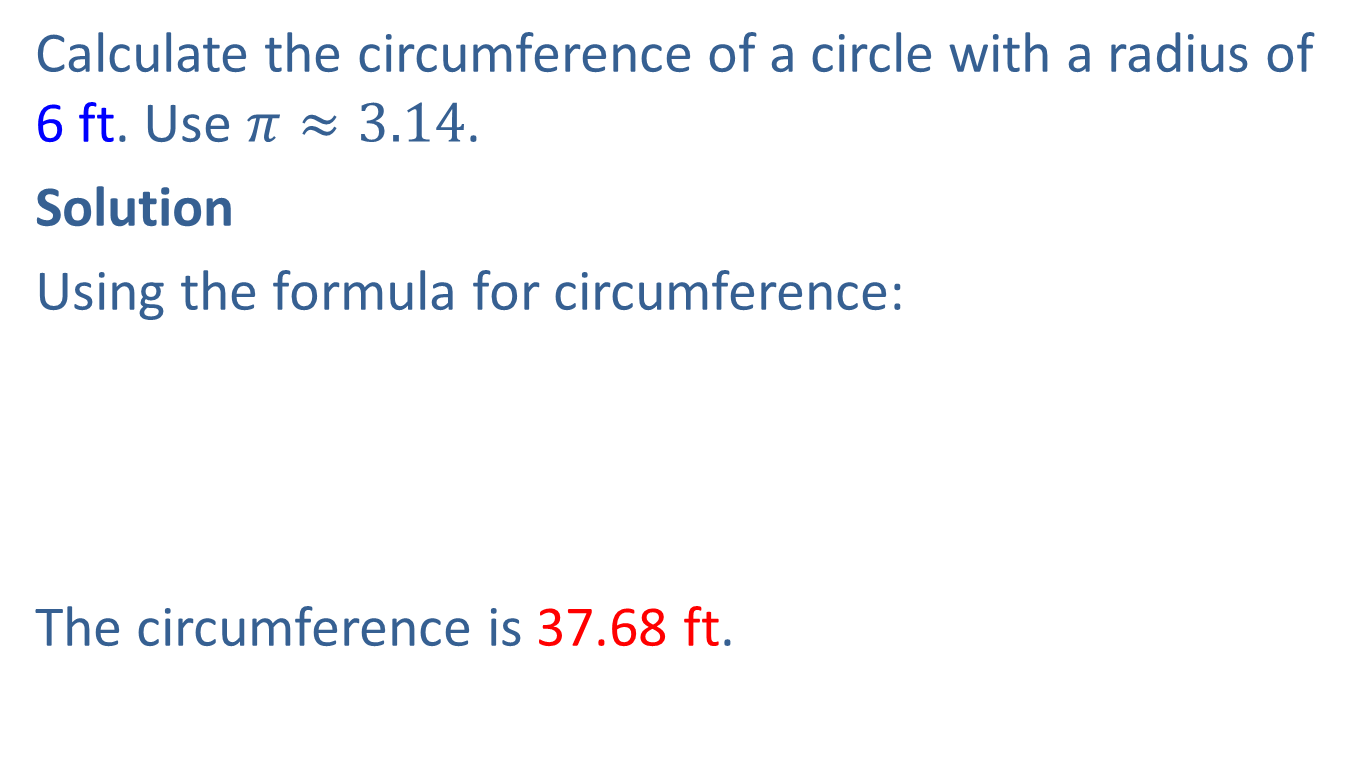 Calculate the circumference of a circle with a radius of
6 ft. Use π ≈ 3.14.
Solution
Using the formula for circumference:
The circumference is 37.68 ft.